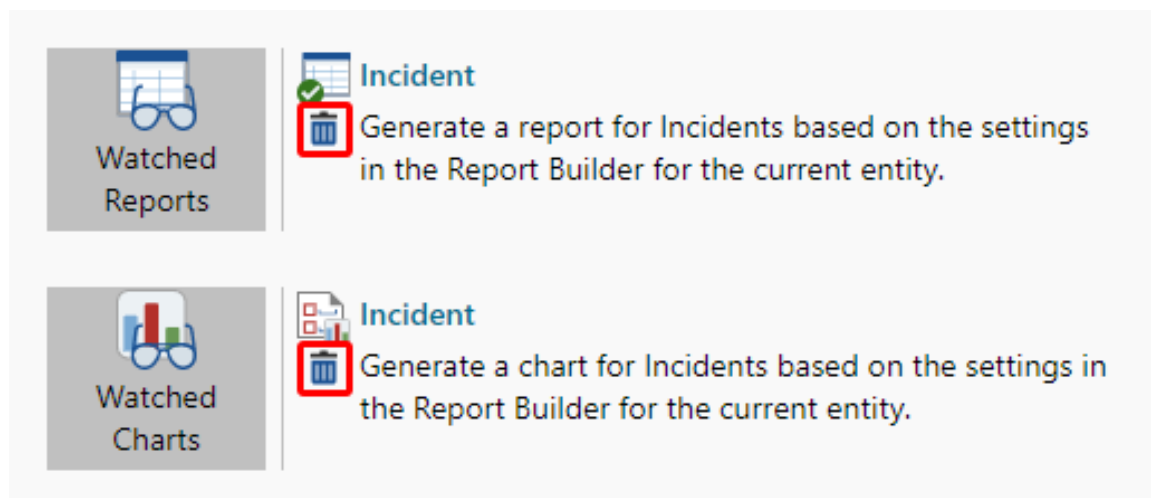 Watched
Reports
Incident
Generate a report for Incidents based on the settings
in the Report Builder for the current entity.
Watched
Charts
Incident
Generate a chart for Incidents based on the settings in
the Report Builder for the current entity.